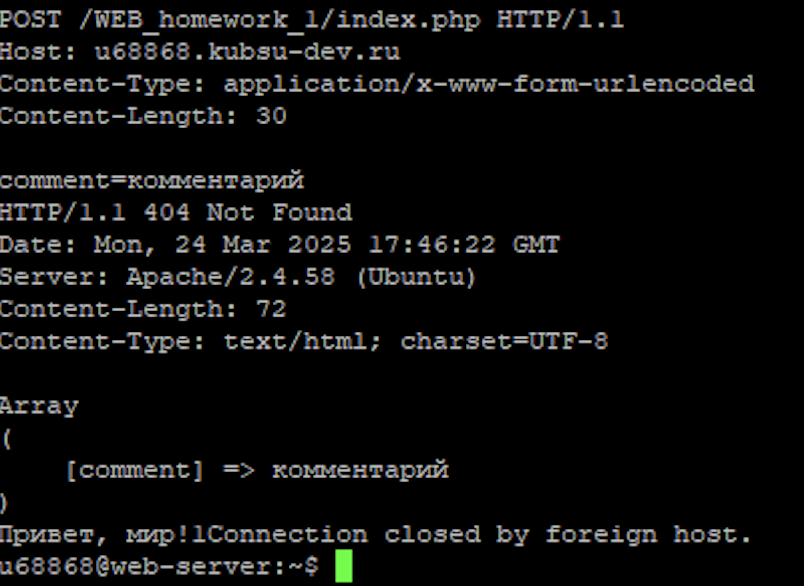 POST /WEB_homework_1/index.php HTTP/1.1
Host: u68868.kubsu-dev.ru
Content-Type: application/x-www-form-urlencoded
Content-Length: 30
comment=комментарий
HTTP/1.1 404 Not Found
Date: Mon, 24 Mar 2025 17:46:22 GMT
Server: Apache/2.4.58 (Ubuntu)
Content-Length: 72
Content-Type: text/html; charset=UTF-8
Array
(
[comment] => комментарий
)
Привет, мир!1Connection closed by foreign host.
u68868@web-server:~$